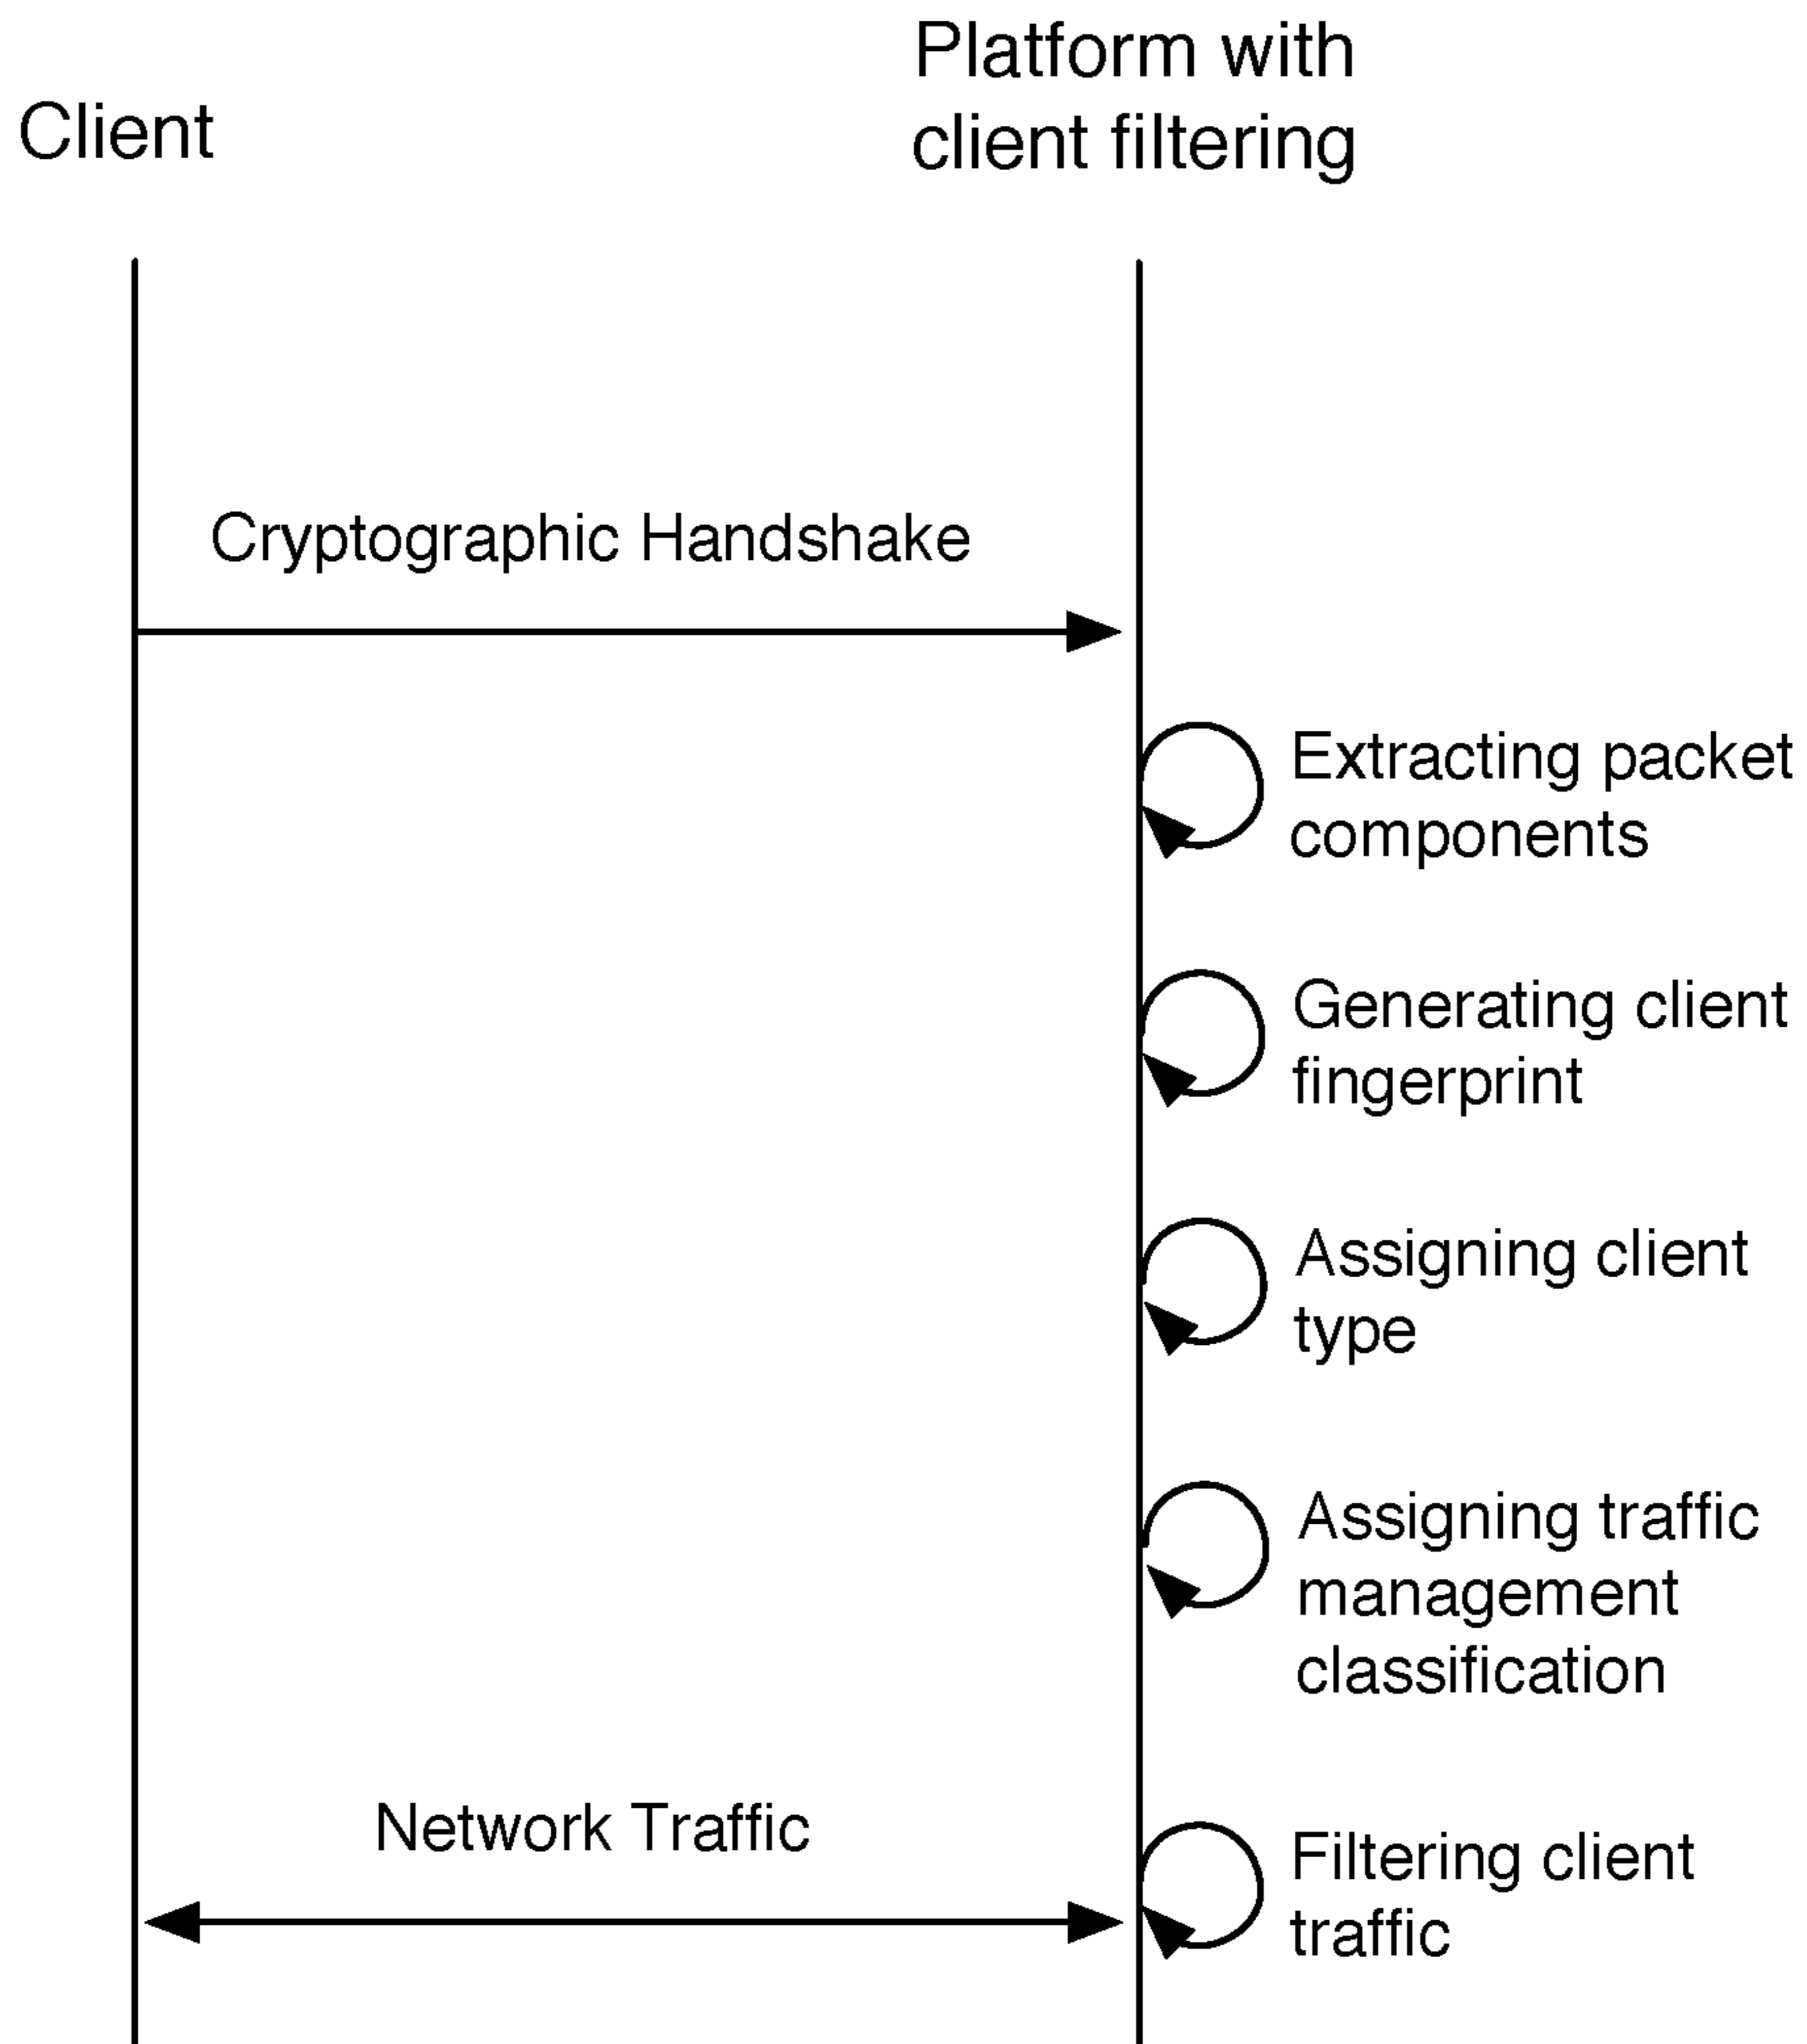 Client
Platform with
client filtering
Cryptographic Handshake
Extracting packet
components
Generating client
fingerprint
Assigning client
type
Assigning traffic
management
classification
Network Traffic
Filtering client
traffic